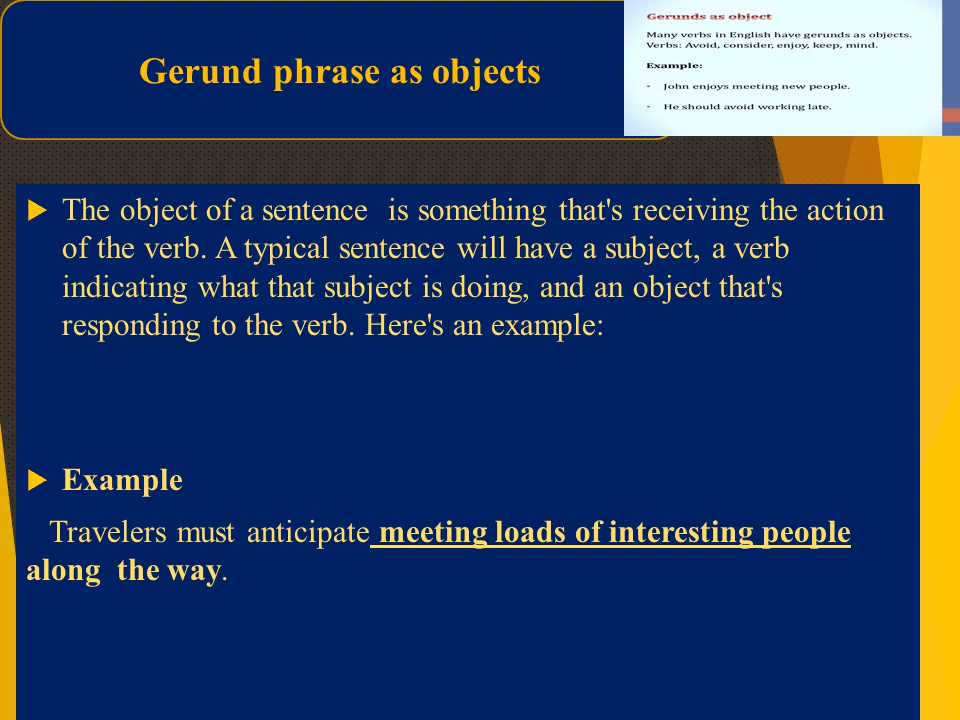 Gerund phrase as objects
Gerunds as object
Many verbs in English have gerunds as objects.
Verbs: Avoid, consider, enjoy, keep, mind.
Example:
- John enjoys meeting new people.
- He should avoid working late.
The object of a sentence is something that's receiving the action
of the verb. A typical sentence will have a subject, a verb
indicating what that subject is doing, and an object that's
responding to the verb. Here's an example:
Example
Travelers must anticipate meeting loads of interesting people
along the way.